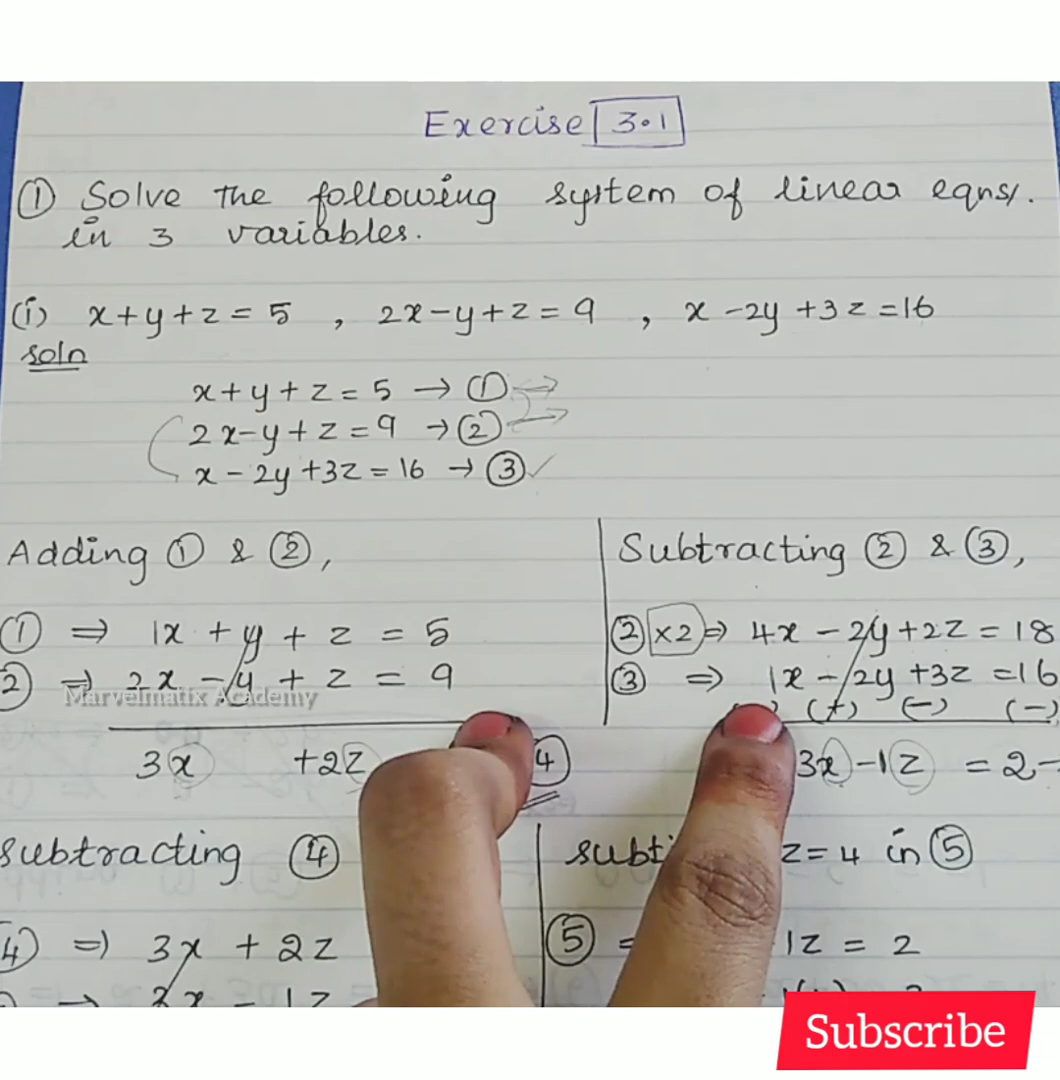 Exercise 3.1
① Solve the following system of linear eqns/.
in 3 variables.
(i) x+y+z=5 , 2x-y+z=9 , x-2y+3z=16
soln
x+y+z=5 → ①
2x-y+z=9 → ②
x-2y+3z=16 → ③✓
Adding ① & ②,
① ⇒ 1x + y + z = 5
② ⇒ 2x - y + z = 9
Marvelmatix Academy
3x +2z ④
Subtracting ② & ③,
② ×2 ⇒ 4x - 2y + 2z = 18
③ ⇒ 1x - 2y + 3z = 16
(+) (-) (-)
3x - 1z = 2 -
Subtracting ④
④ ⇒ 3x + 2z
3x - 1z
z=4 in ⑤
⑤ = 1z = 2
Subscribe